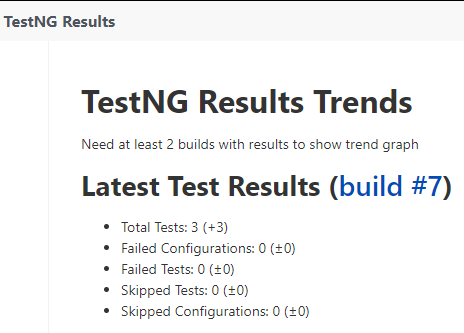 TestNG Results
TestNG Results Trends
Need at least 2 builds with results to show trend graph
Latest Test Results (build #7)
Total Tests: 3 (+3)
Failed Configurations: 0 (±0)
Failed Tests: 0 (±0)
Skipped Tests: 0 (±0)
Skipped Configurations: 0 (±0)